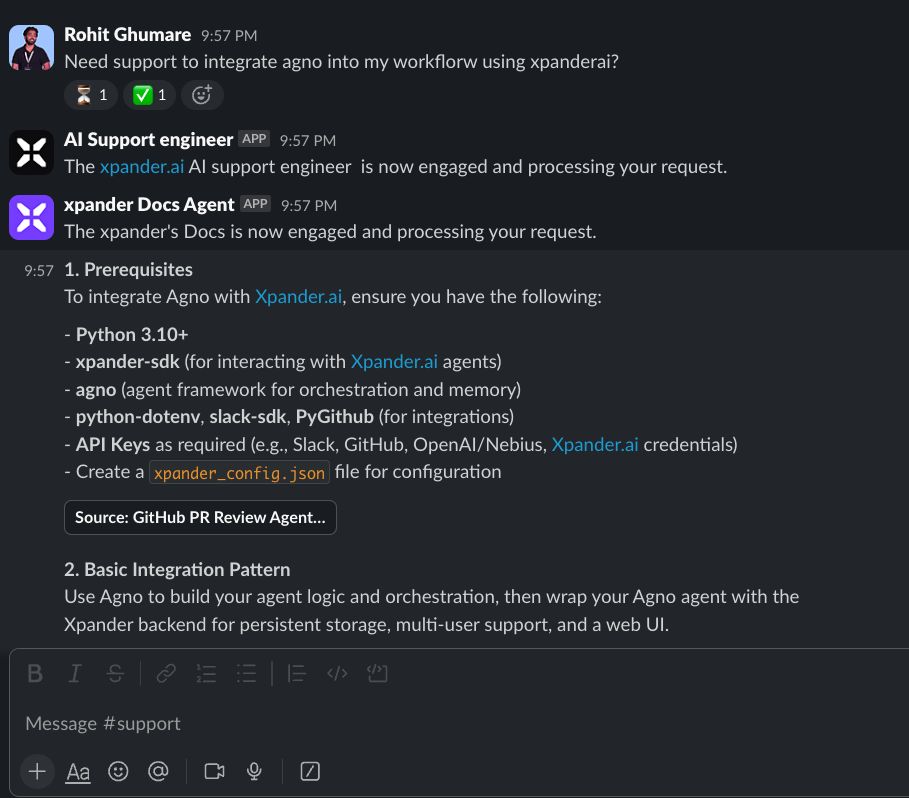 Rohit Ghumare 9:57 PM
Need support to integrate agno into my workflorw using xpanderai?
1 1
AI Support engineer APP 9:57 PM
The xpander.ai AI support engineer is now engaged and processing your request.
xpander Docs Agent APP 9:57 PM
The xpander's Docs is now engaged and processing your request.
9:57 1. Prerequisites
To integrate Agno with Xpander.ai, ensure you have the following:
- Python 3.10+
- xpander-sdk (for interacting with Xpander.ai agents)
- agno (agent framework for orchestration and memory)
- python-dotenv, slack-sdk, PyGithub (for integrations)
- API Keys as required (e.g., Slack, GitHub, OpenAI/Nebius, Xpander.ai credentials)
- Create a xpander_config.json file for configuration
Source: GitHub PR Review Agent...
2. Basic Integration Pattern
Use Agno to build your agent logic and orchestration, then wrap your Agno agent with the
Xpander backend for persistent storage, multi-user support, and a web UI.
B I S
Message #support
Aa